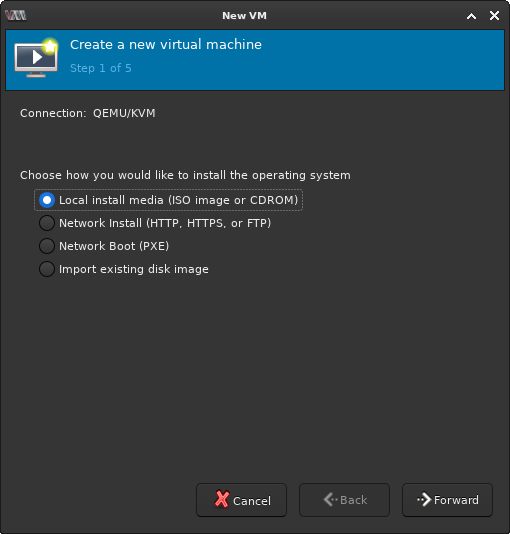 New VM
Create a new virtual machine
Step 1 of 5
Connection: QEMU/KVM
Choose how you would like to install the operating system
Local install media (ISO image or CDROM)
Network Install (HTTP, HTTPS, or FTP)
Network Boot (PXE)
Import existing disk image
Cancel
Back
Forward